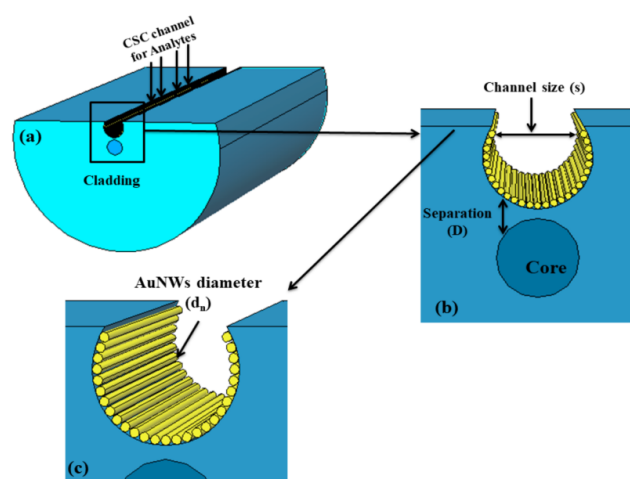 CSC channel
for Analytes
(a)
Cladding
Channel size (s)
Separation
(D)
Core
(b)
AuNWs diameter
(dₙ)
(c)